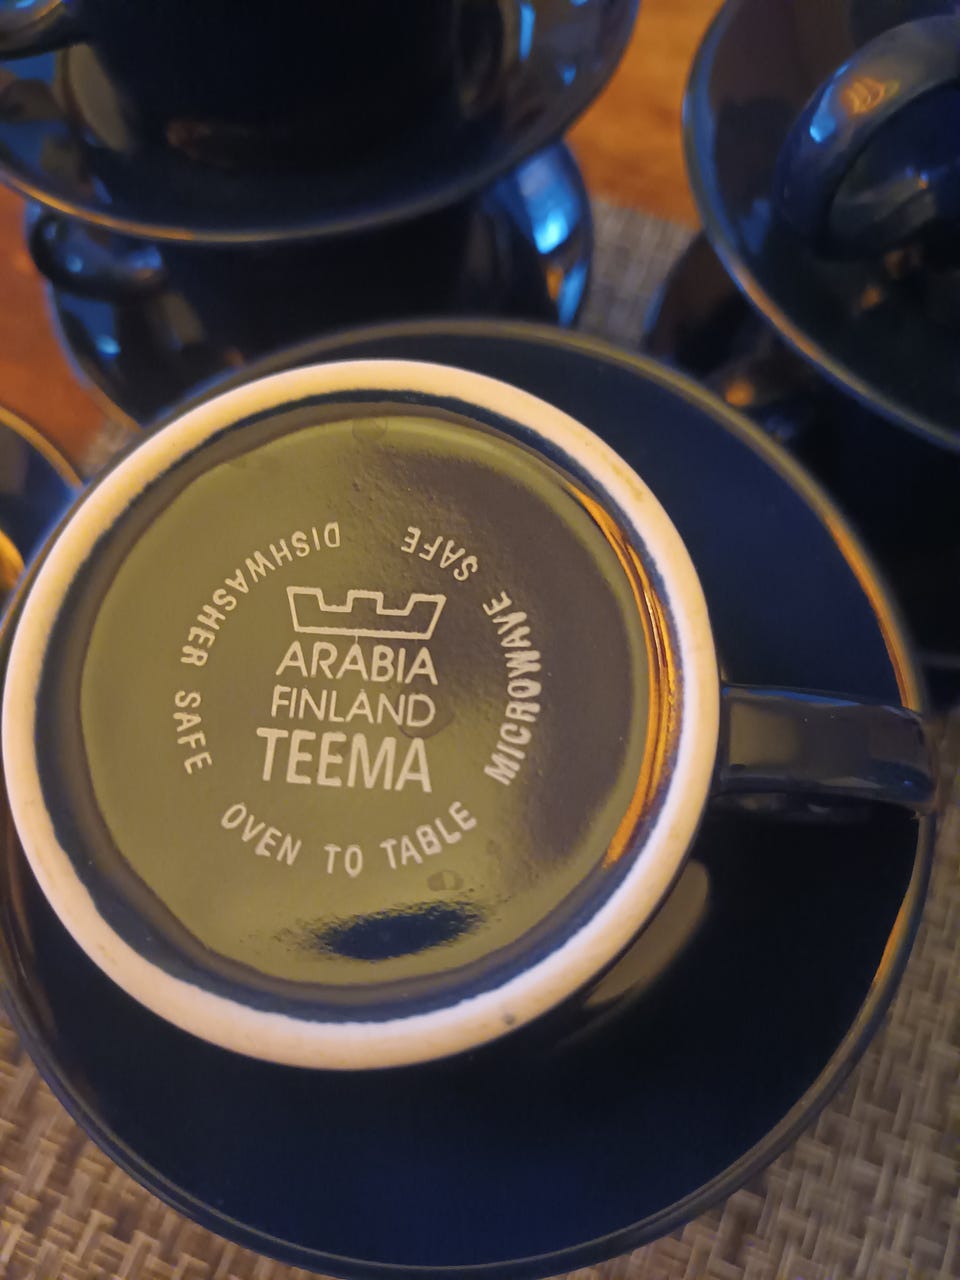 ARABIA
FINLAND
TEEMA
OVEN TO TABLE
MICROWAVE SAFE
DISHWASHER SAFE